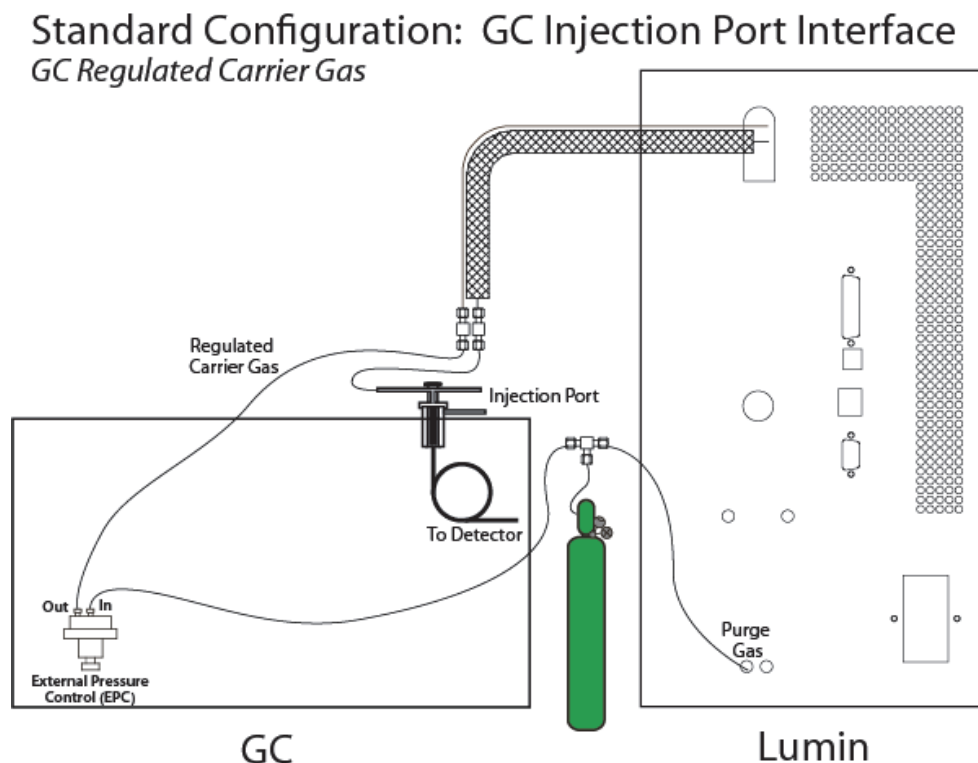 Standard Configuration: GC Injection Port Interface
GC Regulated Carrier Gas
Regulated
Carrier Gas
Injection Port
To Detector
Out
In
Purge
Gas
External Pressure
Control (EPC)
GC
Lumin